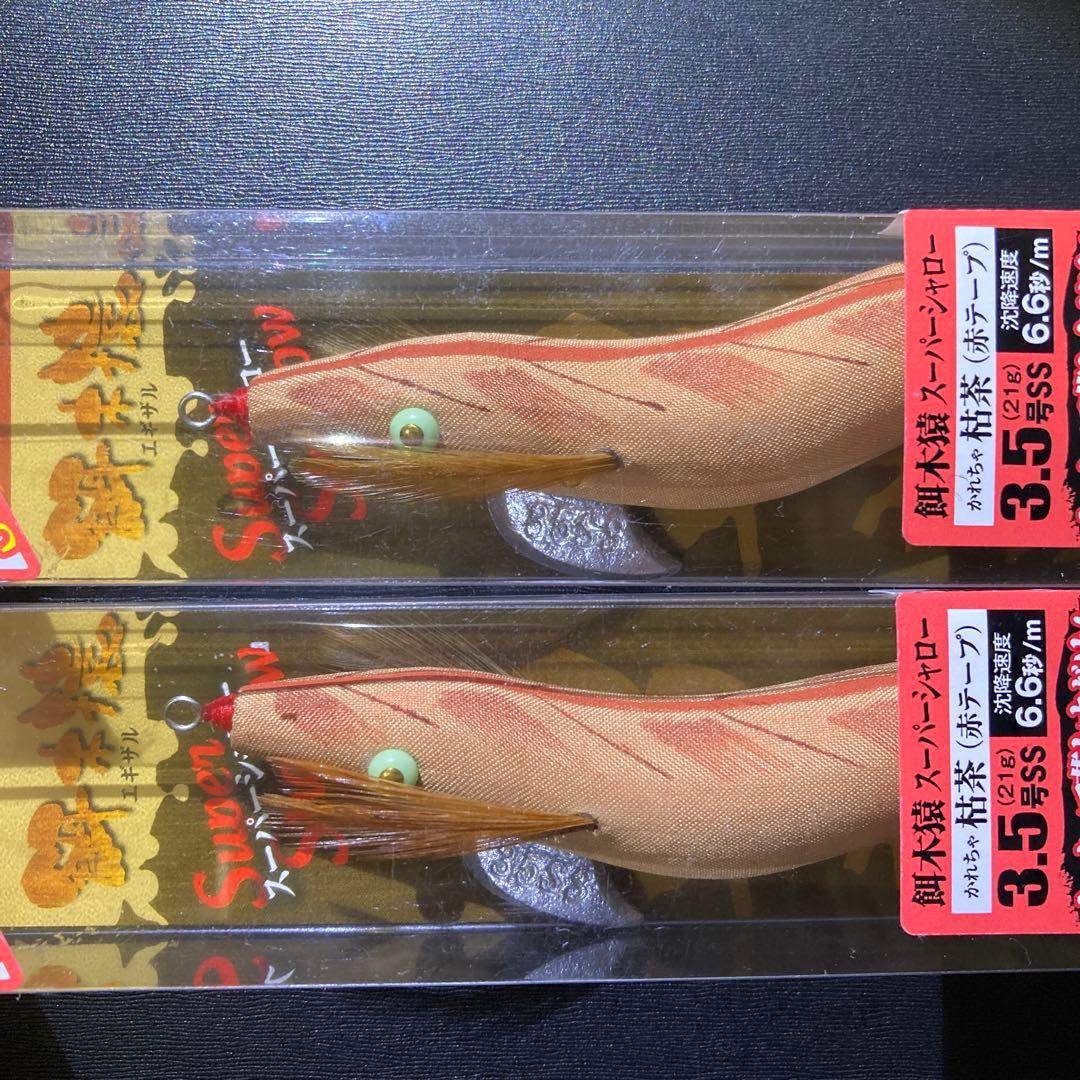 餌木猿
エギザル
Super
スーパーシャロー
Shallow
餌木猿 スーパーシャロー
かれちゃ 枯茶(赤テープ)
3.5号SS
(21g)
沈降速度
6.6秒/m
餌木猿
エギザル
Super
スーパーシャロー
餌木猿 スーパーシャロー
かれちゃ 枯茶(赤テープ)
3.5号SS
(21g)
沈降速度
6.6秒/m